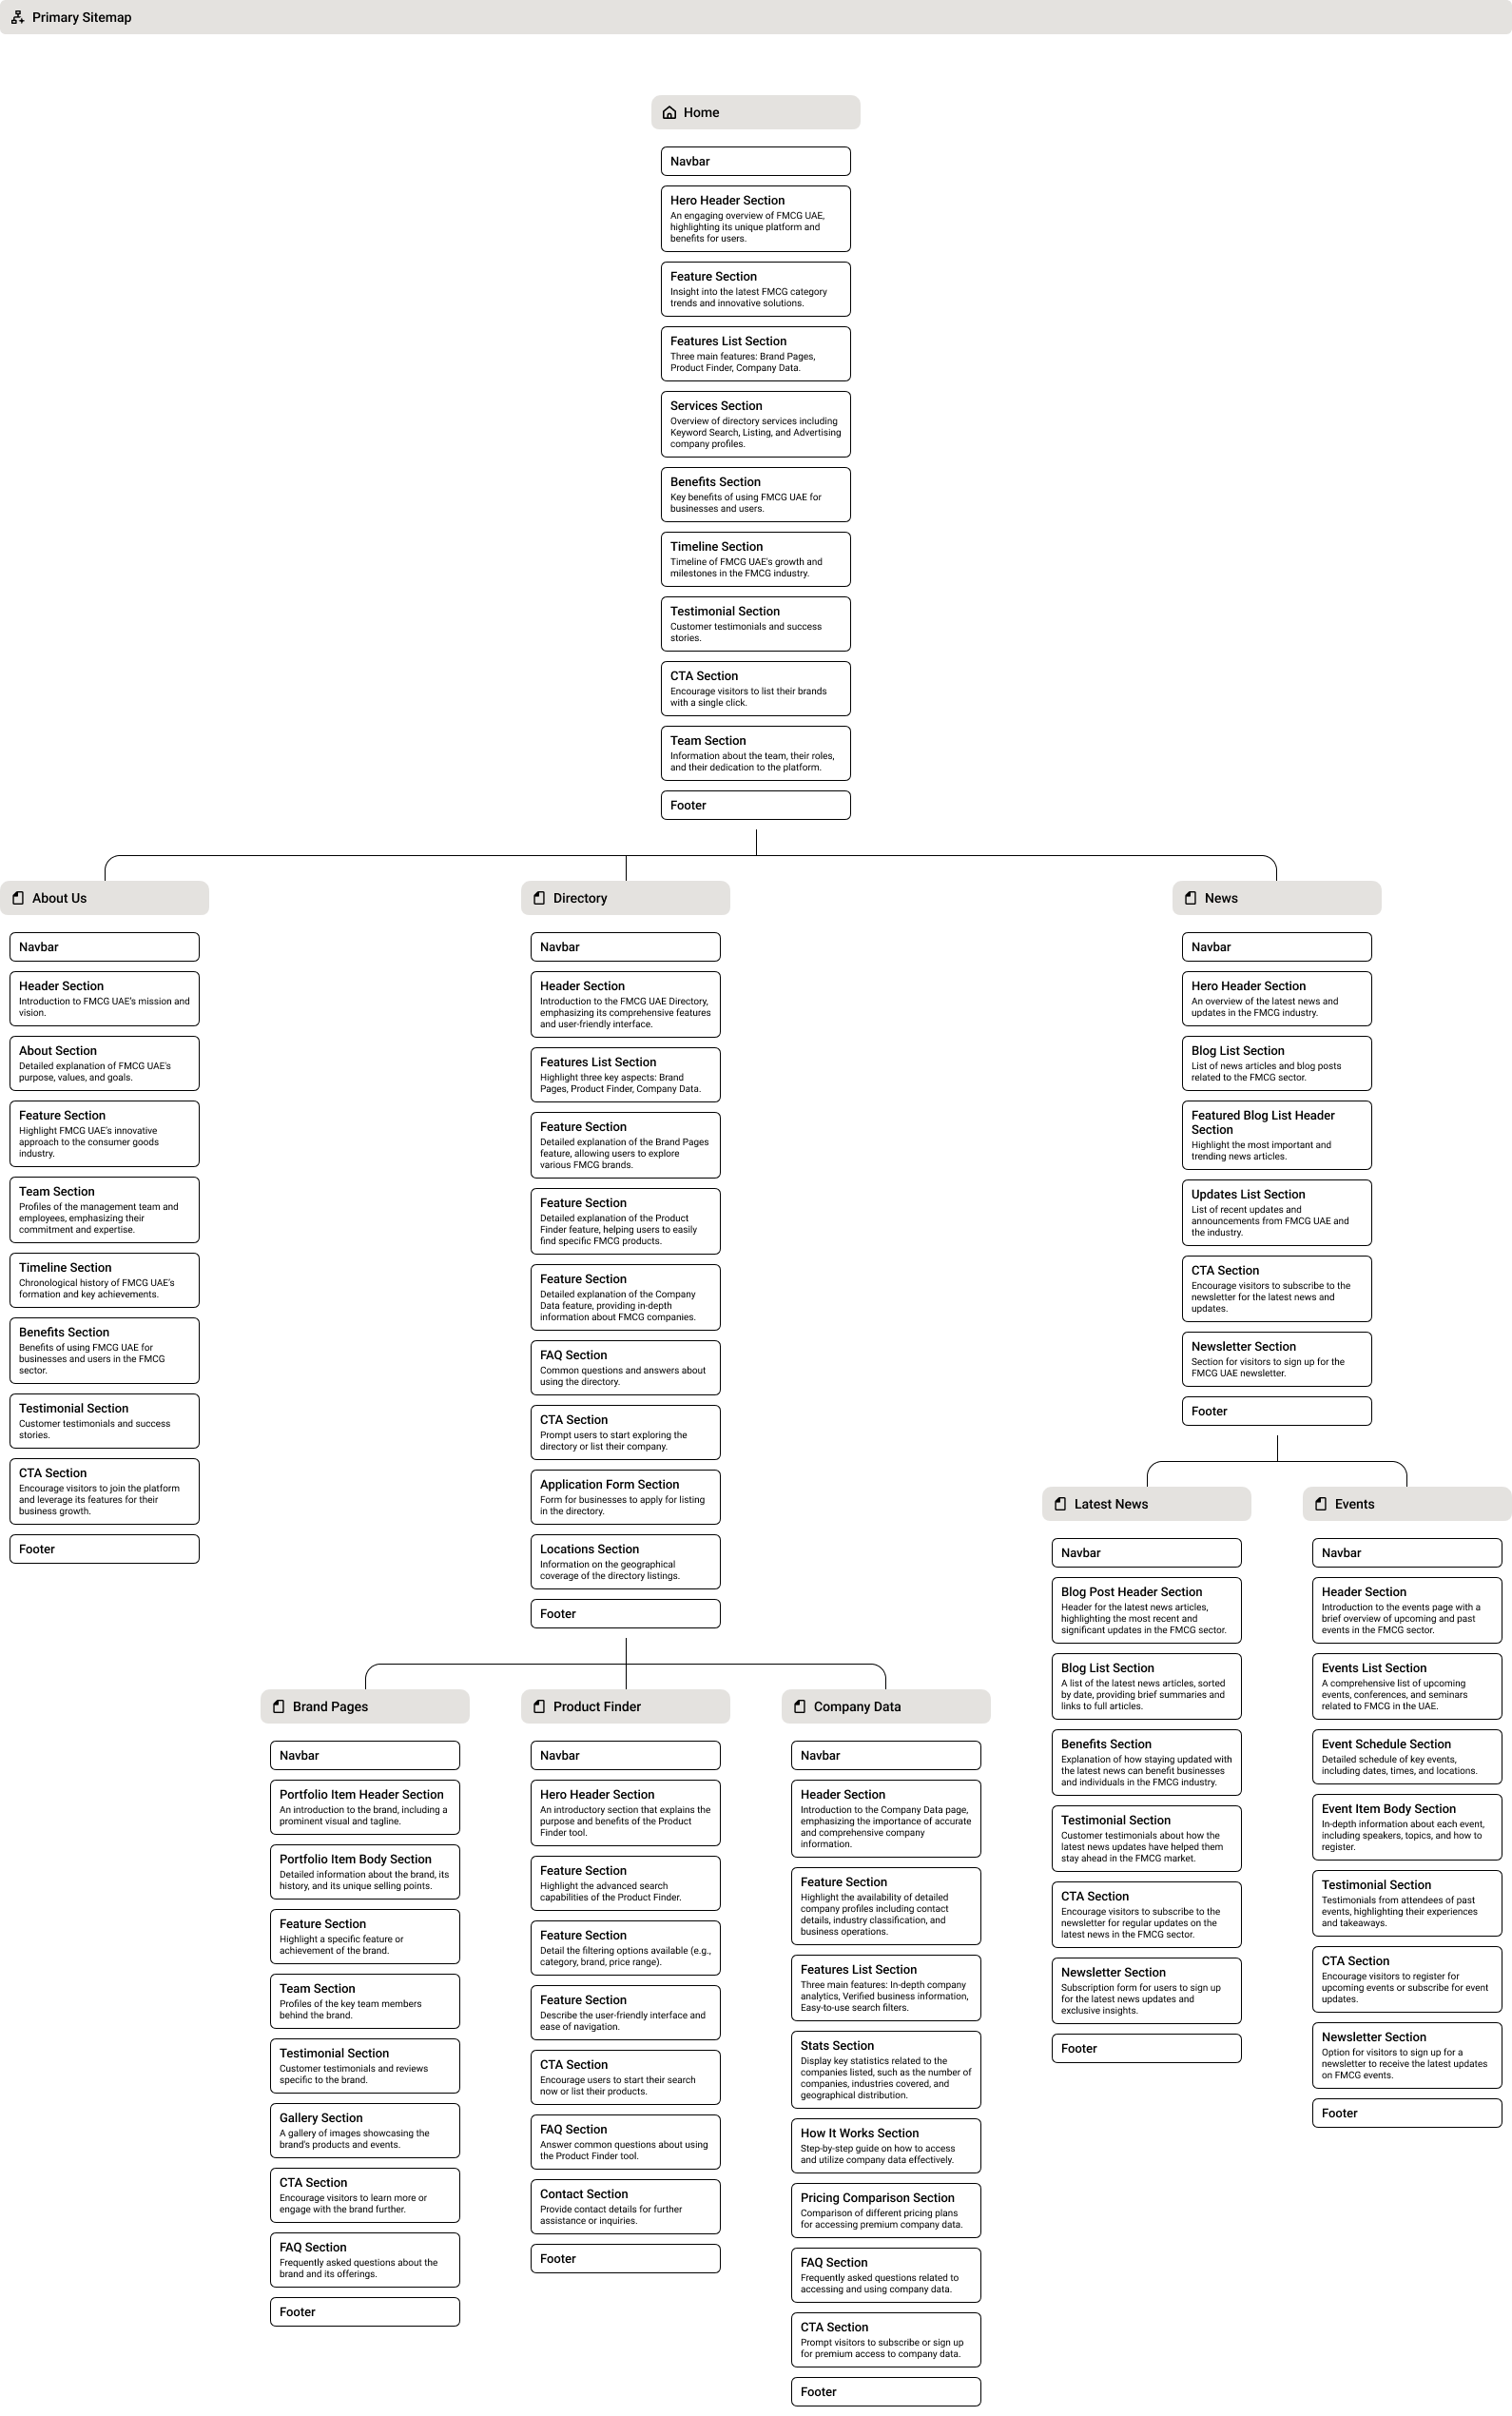 Primary Sitemap
Home
Navbar
Hero Header Section
An engaging overview of FMCG UAE,
highlighting its unique platform and
benefits for users.
Feature Section
Insight into the latest FMCG category
trends and innovative solutions.
Features List Section
Three main features: Brand Pages,
Product Finder, Company Data.
Services Section
Overview of directory services including
Keyword Search, Listing, and Advertising
company profiles.
Benefits Section
Key benefits of using FMCG UAE for
businesses and users.
Timeline Section
Timeline of FMCG UAE's growth and
milestones in the FMCG industry.
Testimonial Section
Customer testimonials and success
stories.
CTA Section
Encourage visitors to list their brands
with a single click.
Team Section
Information about the team, their roles,
and their dedication to the platform.
Footer
About Us
Navbar
Header Section
Introduction to FMCG UAE's mission and
vision.
About Section
Detailed explanation of FMCG UAE's
purpose, values, and goals.
Feature Section
Highlight FMCG UAE's innovative
approach to the consumer goods
industry.
Team Section
Profiles of the management team and
employees, emphasizing their
commitment and expertise.
Timeline Section
Chronological history of FMCG UAE's
formation and key achievements.
Benefits Section
Benefits of using FMCG UAE for
businesses and users in the FMCG
sector.
Testimonial Section
Customer testimonials and success
stories.
CTA Section
Encourage visitors to join the platform
and leverage its features for their
business growth.
Footer
Directory
Navbar
Header Section
Introduction to the FMCG UAE Directory,
emphasizing its comprehensive features
and user-friendly interface.
Features List Section
Highlight three key aspects: Brand
Pages, Product Finder, Company Data.
Feature Section
Detailed explanation of the Brand Pages
feature, allowing users to explore
various FMCG brands.
Feature Section
Detailed explanation of the Product
Finder feature, helping users to easily
find specific FMCG products.
Feature Section
Detailed explanation of the Company
Data feature, providing in-depth
information about FMCG companies.
FAQ Section
Common questions and answers about
using the directory.
CTA Section
Prompt users to start exploring the
directory or list their company.
Application Form Section
Form for businesses to apply for listing
in the directory.
Locations Section
Information on the geographical
coverage of the directory listings.
Footer
News
Navbar
Hero Header Section
An overview of the latest news and
updates in the FMCG industry.
Blog List Section
List of news articles and blog posts
related to the FMCG sector.
Featured Blog List Header
Section
Highlight the most important and
trending news articles.
Updates List Section
List of recent updates and
announcements from FMCG UAE and
the industry.
CTA Section
Encourage visitors to subscribe to the
newsletter for the latest news and
updates.
Newsletter Section
Section for visitors to sign up for the
FMCG UAE newsletter.
Footer
Brand Pages
Navbar
Portfolio Item Header Section
An introduction to the brand, including a
prominent visual and tagline.
Portfolio Item Body Section
Detailed information about the brand, its
history, and its unique selling points.
Feature Section
Highlight a specific feature or
achievement of the brand.
Team Section
Profiles of the key team members
behind the brand.
Testimonial Section
Customer testimonials and reviews
specific to the brand.
Gallery Section
A gallery of images showcasing the
brand's products and events.
CTA Section
Encourage visitors to learn more or
engage with the brand further.
FAQ Section
Frequently asked questions about the
brand and its offerings.
Footer
Product Finder
Navbar
Hero Header Section
An introductory section that explains the
purpose and benefits of the Product
Finder tool.
Feature Section
Highlight the advanced search
capabilities of the Product Finder.
Feature Section
Detail the filtering options available (e.g.,
category, brand, price range).
Feature Section
Describe the user-friendly interface and
ease of navigation.
CTA Section
Encourage users to start their search
now or list their products.
FAQ Section
Answer common questions about using
the Product Finder tool.
Contact Section
Provide contact details for further
assistance or inquiries.
Footer
Company Data
Navbar
Header Section
Introduction to the Company Data page,
emphasizing the importance of accurate
and comprehensive company
information.
Feature Section
Highlight the availability of detailed
company profiles including contact
details, industry classification, and
business operations.
Features List Section
Three main features: In-depth company
analytics, Verified business information,
Easy-to-use search filters.
Stats Section
Display key statistics related to the
companies listed, such as the number of
companies, industries covered, and
geographical distribution.
How It Works Section
Step-by-step guide on how to access
and utilize company data effectively.
Pricing Comparison Section
Comparison of different pricing plans
for accessing premium company data.
FAQ Section
Frequently asked questions related to
accessing and using company data.
CTA Section
Prompt visitors to subscribe or sign up
for premium access to company data.
Footer
Latest News
Navbar
Blog Post Header Section
Header for the latest news articles,
highlighting the most recent and
significant updates in the FMCG sector.
Blog List Section
A list of the latest news articles, sorted
by date, providing brief summaries and
links to full articles.
Benefits Section
Explanation of how staying updated with
the latest news can benefit businesses
and individuals in the FMCG industry.
Testimonial Section
Customer testimonials about how the
latest news updates have helped them
stay ahead in the FMCG market.
CTA Section
Encourage visitors to subscribe to the
newsletter for regular updates on the
latest news in the FMCG sector.
Newsletter Section
Subscription form for users to sign up
for the latest news updates and
exclusive insights.
Footer
Events
Navbar
Header Section
Introduction to the events page with a
brief overview of upcoming and past
events in the FMCG sector.
Events List Section
A comprehensive list of upcoming
events, conferences, and seminars
related to FMCG in the UAE.
Event Schedule Section
Detailed schedule of key events,
including dates, times, and locations.
Event Item Body Section
In-depth information about each event,
including speakers, topics, and how to
register.
Testimonial Section
Testimonials from attendees of past
events, highlighting their experiences
and takeaways.
CTA Section
Encourage visitors to register for
upcoming events or subscribe for event
updates.
Newsletter Section
Option for visitors to sign up for a
newsletter to receive the latest updates
on FMCG events.
Footer